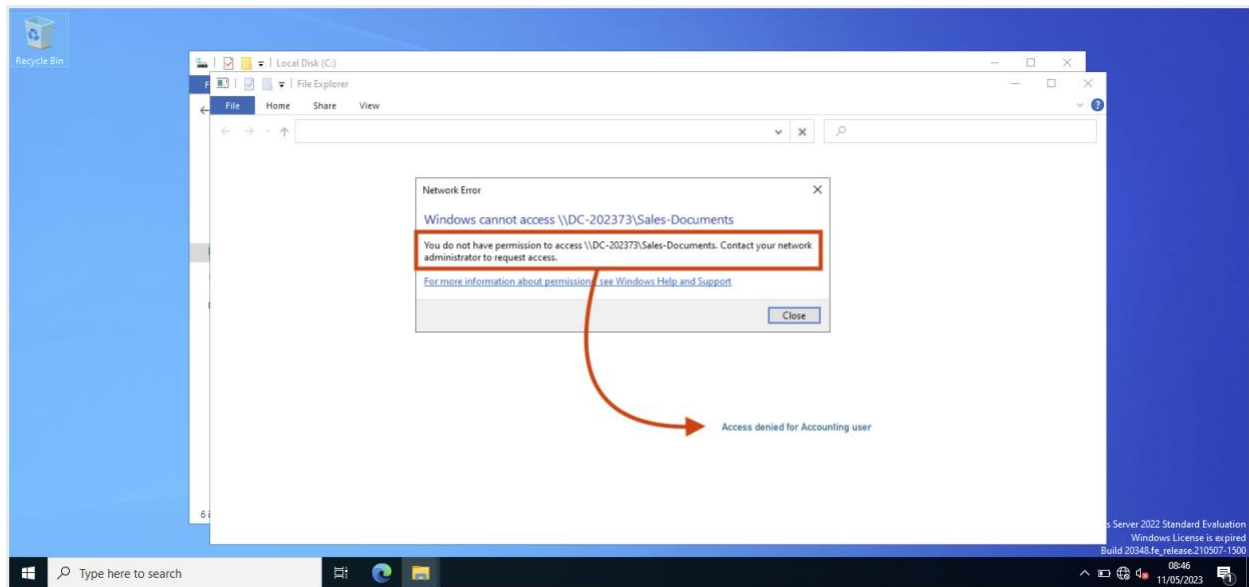 Recycle Bin
Local Disk (C:)
File Explorer
File
Home
Share
View
Network Error
Windows cannot access \\DC-202373\Sales-Documents
You do not have permission to access \\DC-202373\Sales-Documents. Contact your network
administrator to request access.
For more information about permissions, see Windows Help and Support
Close
Access denied for Accounting user
6 i
s Server 2022 Standard Evaluation
Windows License is expired
Build 20348.fe_release.210507-1500
Type here to search
08:46
11/05/2023
1